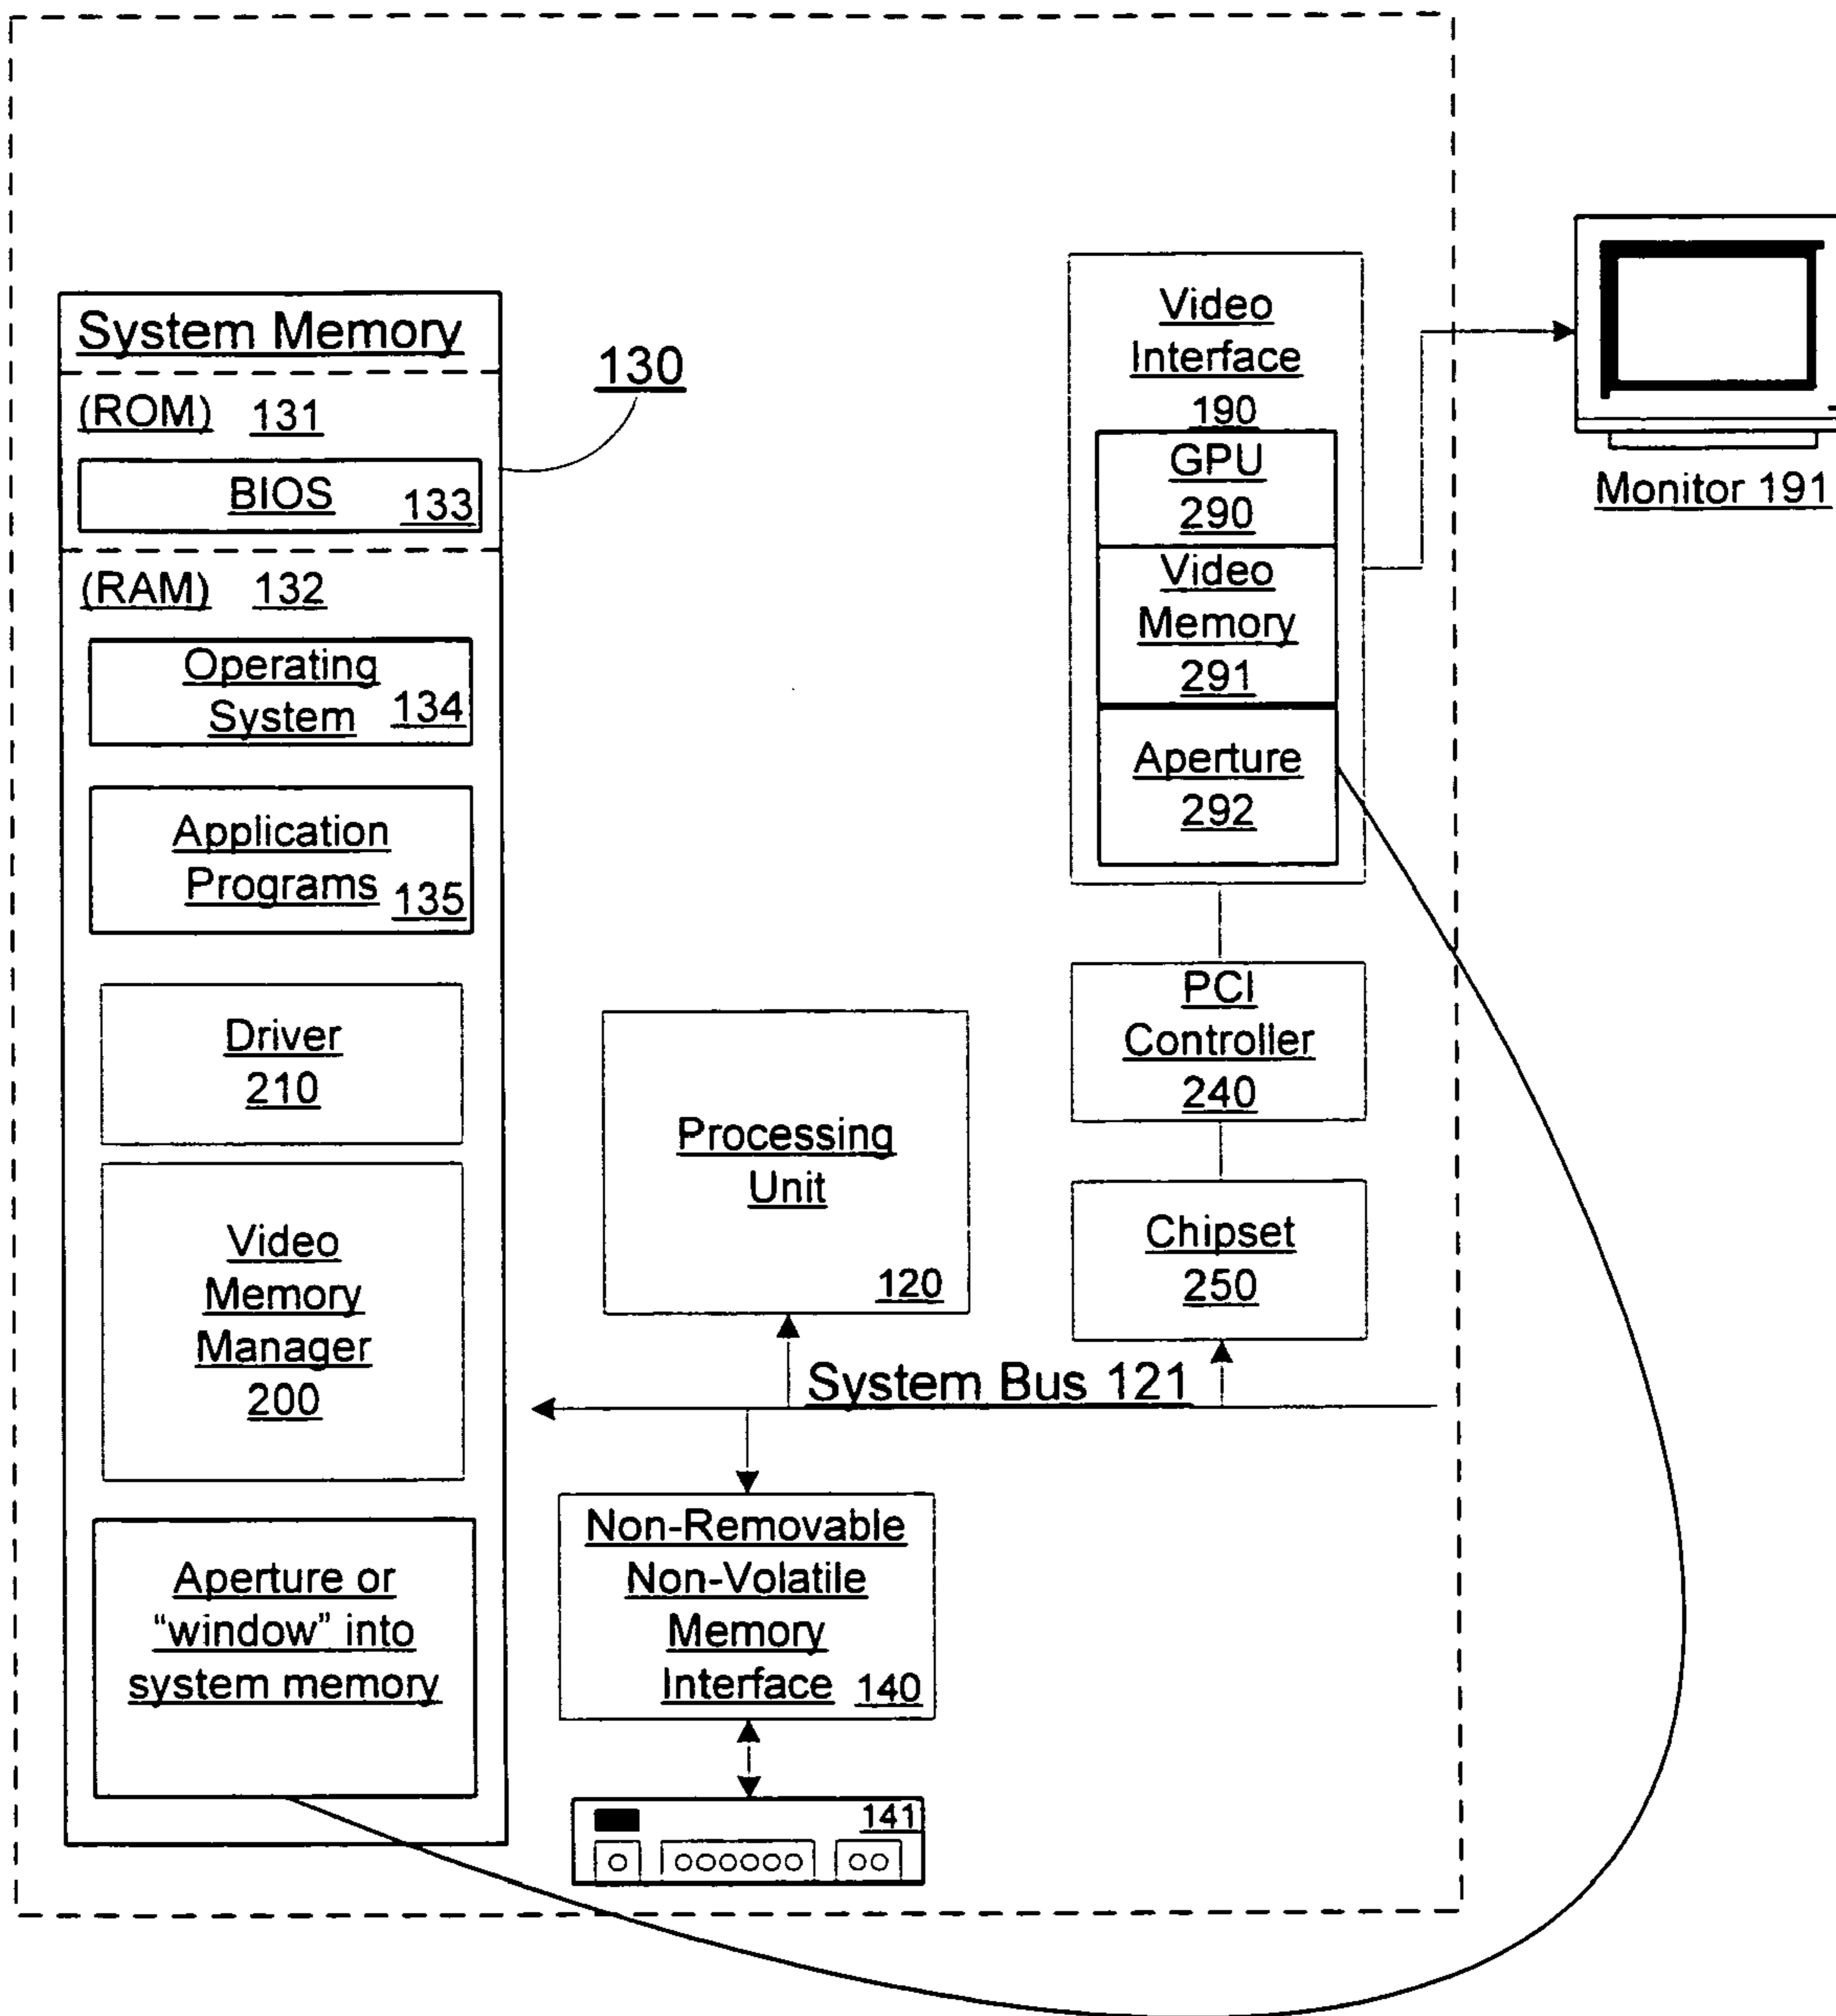 System Memory
(ROM) 131
BIOS 133
130
(RAM) 132
Operating
System 134
Application
Programs 135
Driver
210
Video
Memory
Manager
200
Aperture or
“window” into
system memory
Processing
Unit
120
System Bus 121
Non-Removable
Non-Volatile
Memory
Interface 140
141
Video
Interface
190
GPU
290
Video
Memory
291
Aperture
292
PCI
Controller
240
Chipset
250
Monitor 191